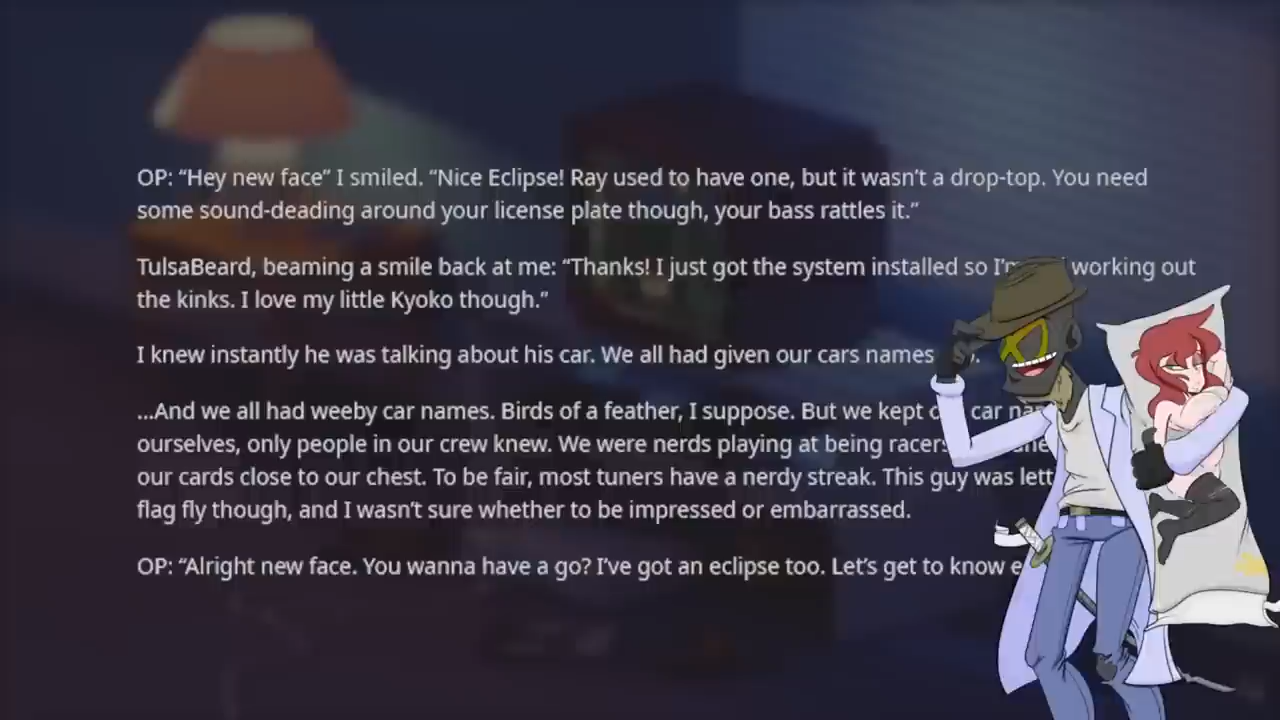 OP: “Hey new face” I smiled. “Nice Eclipse! Ray used to have one, but it wasn’t a drop-top. You need
some sound-deading around your license plate though, your bass rattles it.”
TulsaBeard, beaming a smile back at me: “Thanks! I just got the system installed so working out
the kinks. I love my little Kyoko though.”
I knew instantly he was talking about his car. We all had given our cars names
...And we all had weeby car names. Birds of a feather, I suppose. But we kept car
ourselves, only people in our crew knew. We were nerds playing at being
our cards close to our chest. To be fair, most tuners have a nerdy streak. This guy was
flag fly though, and I wasn’t sure whether to be impressed or embarrassed.
OP: “Alright new face. You wanna have a go? I’ve got an eclipse too. Let’s get to know